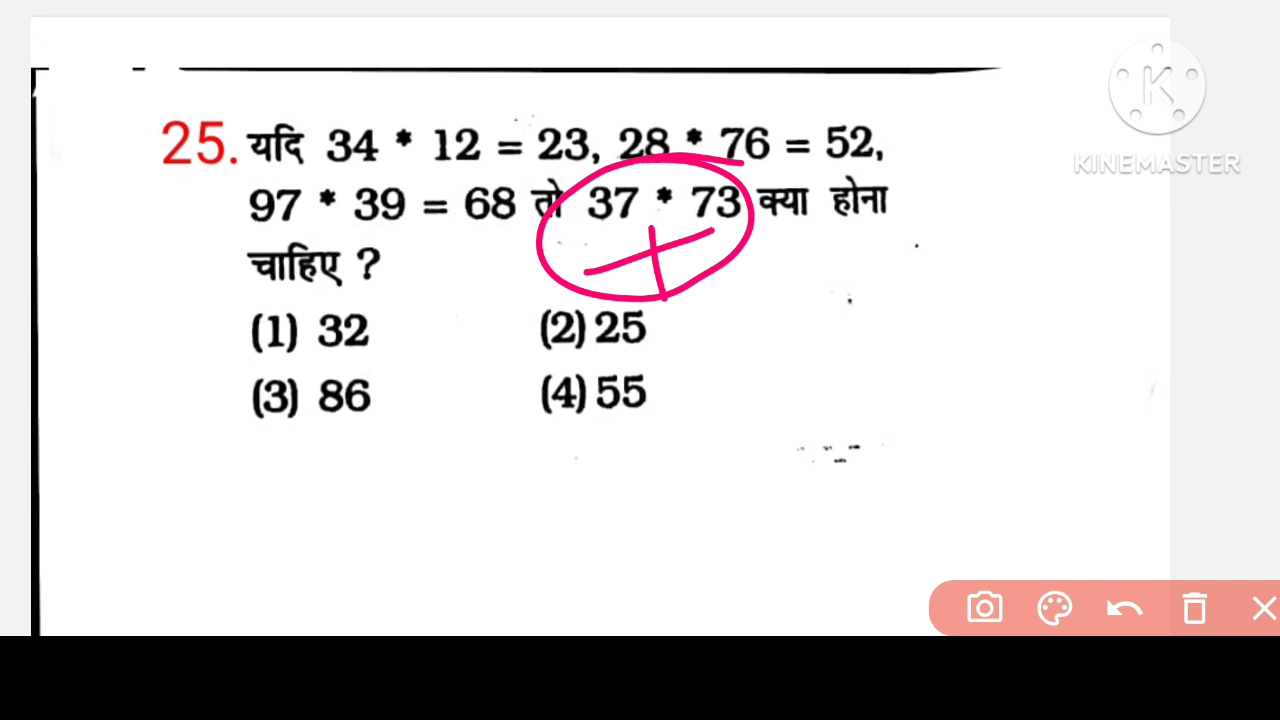 25. यदि 34 * 12 = 23, 28 * 76 = 52,
97 * 39 = 68 तो 37 * 73 क्या होना
चाहिए ?
(1) 32 (2) 25
(3) 86 (4) 55
K
KINEMASTER